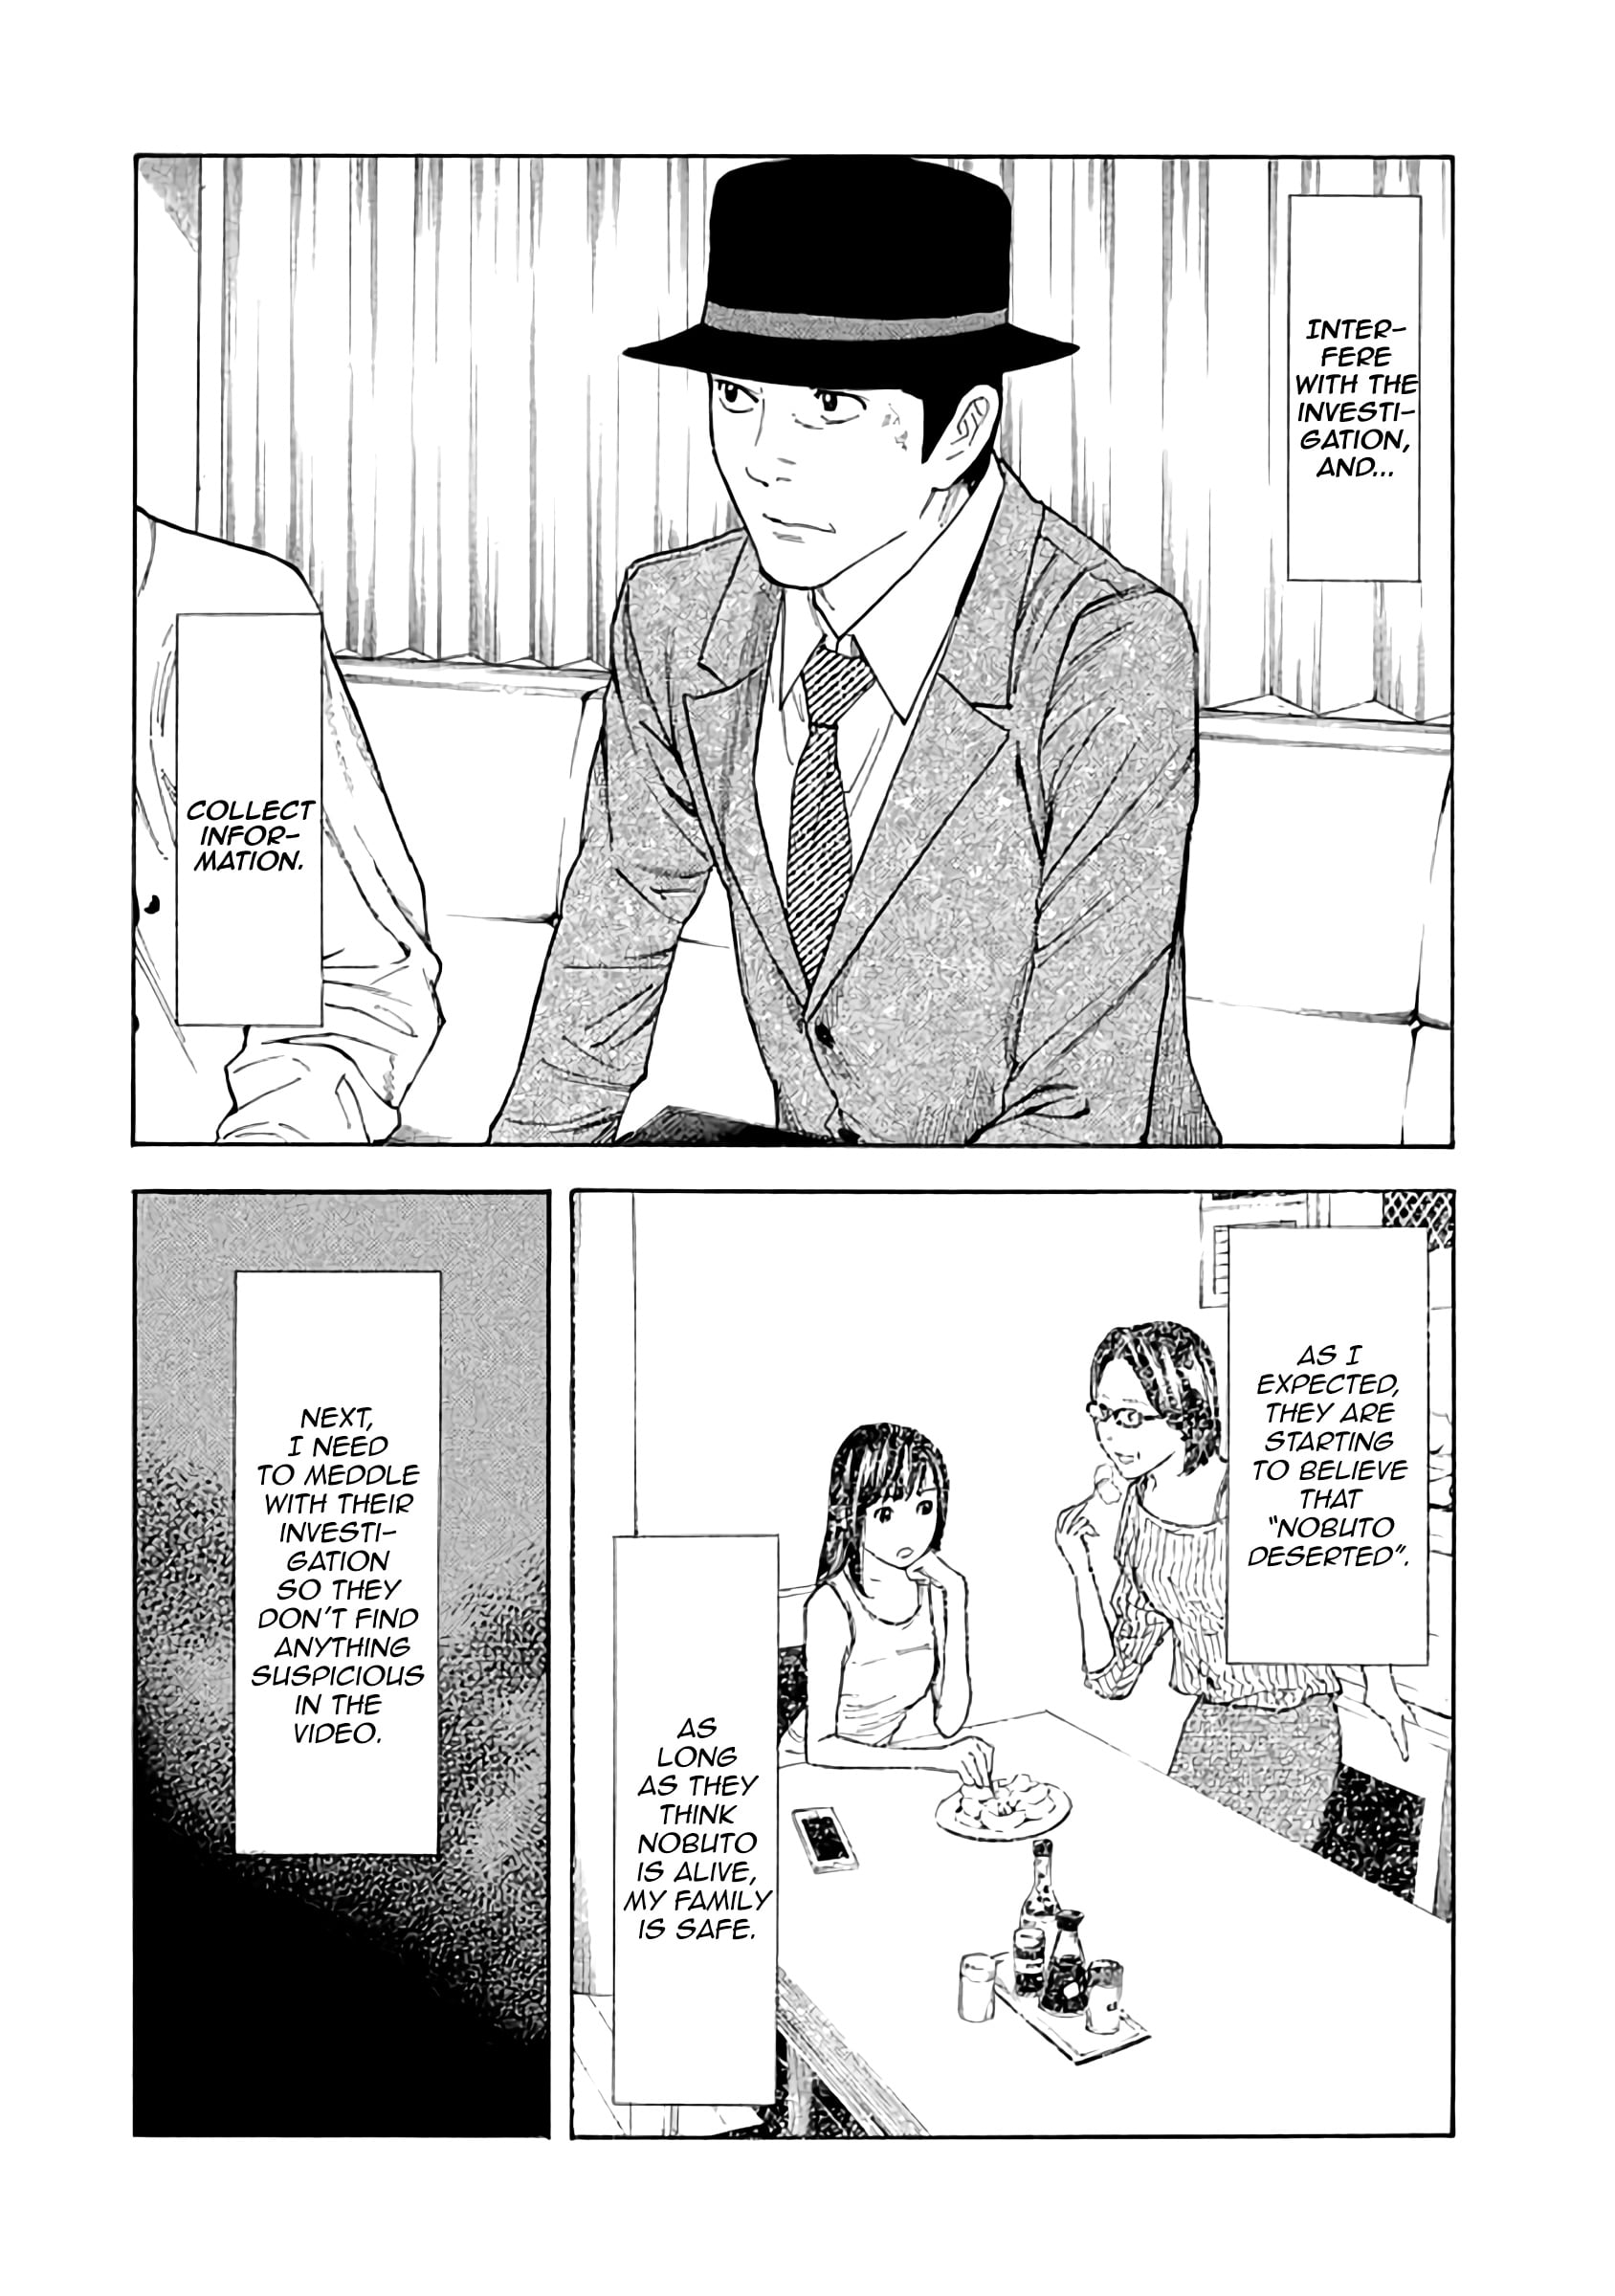 INTER-
FERE
WITH THE
INVESTI-
GATION,
AND...
COLLECT
INFOR-
MATION.
AS I
EXPECTED,
THEY ARE
STARTING
TO BELIEVE
THAT
"NOBUTO
DESERTED".
AS
LONG
AS THEY
THINK
NOBUTO
IS ALIVE,
MY FAMILY
IS SAFE.
NEXT,
I NEED
TO MEDDLE
WITH THEIR
INVESTI-
GATION
SO THEY
DON'T FIND
ANYTHING
SUSPICIOUS
IN THE
VIDEO.